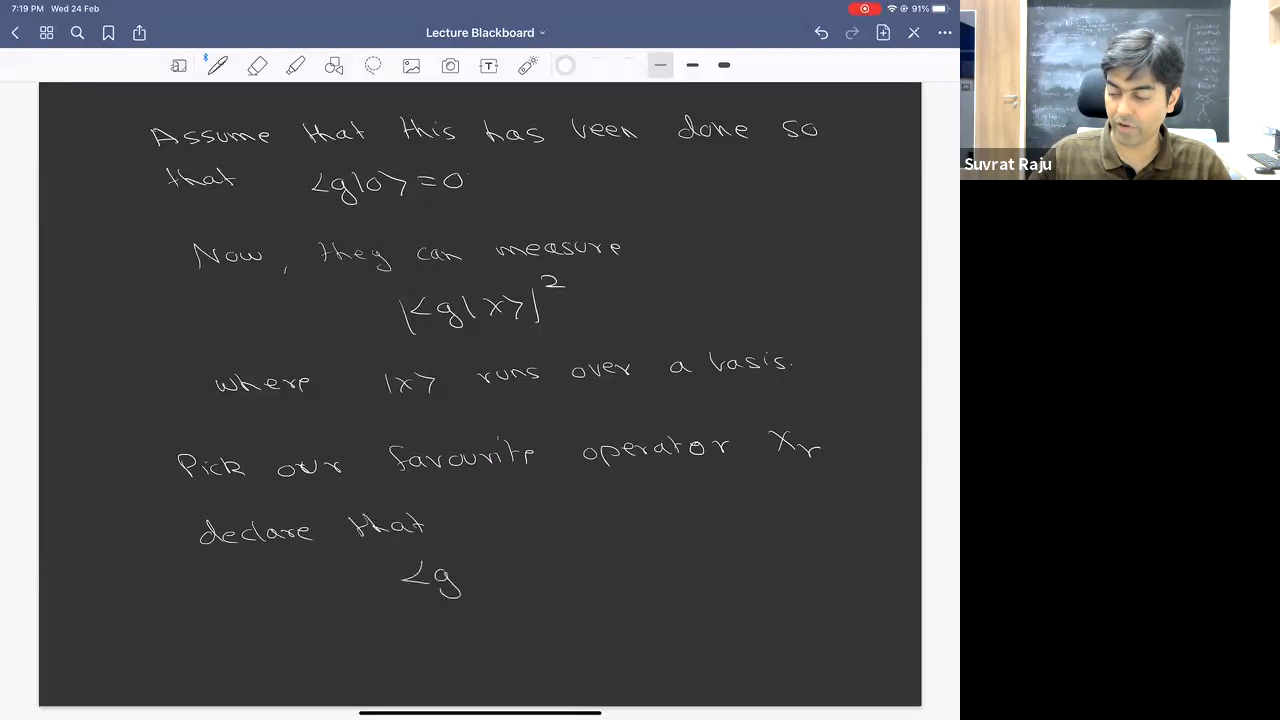 7:19 PM Wed 24 Feb
91%
Lecture Blackboard
Assume that this has been done so
that <g|0> = 0
Now, they can measure
|<g|x>|²
where |x> runs over a basis.
Pick our favourite operator Xr
declare that
<g
Suvrat Raju